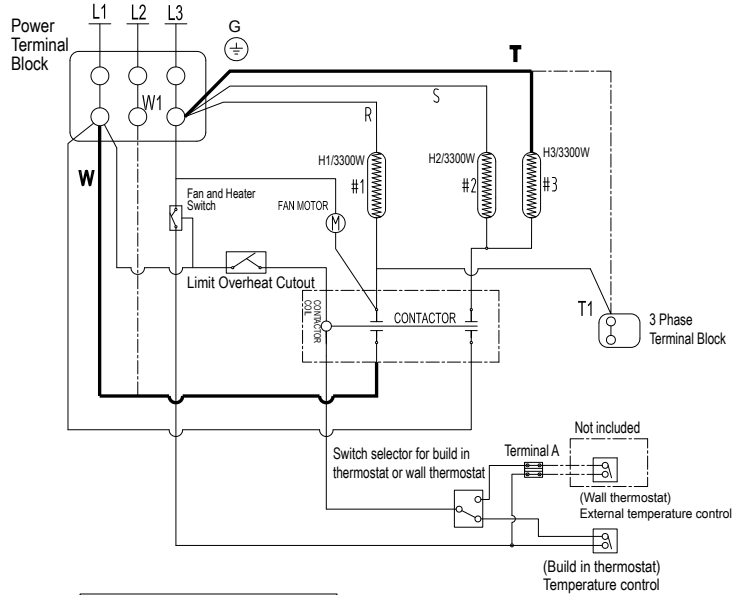 L1 L2 L3
Power
Terminal
Block
G
W1
T
S
R
W
H1/3300W
#1
H2/3300W
#2
H3/3300W
#3
Fan and Heater
Switch
FAN MOTOR
M
Limit Overheat Cutout
CONTACTOR
COIL
CONTACTOR
T1
3 Phase
Terminal Block
Not included
Switch selector for build in
thermostat or wall thermostat
Terminal A
(Wall thermostat)
External temperature control
(Build in thermostat)
Temperature control